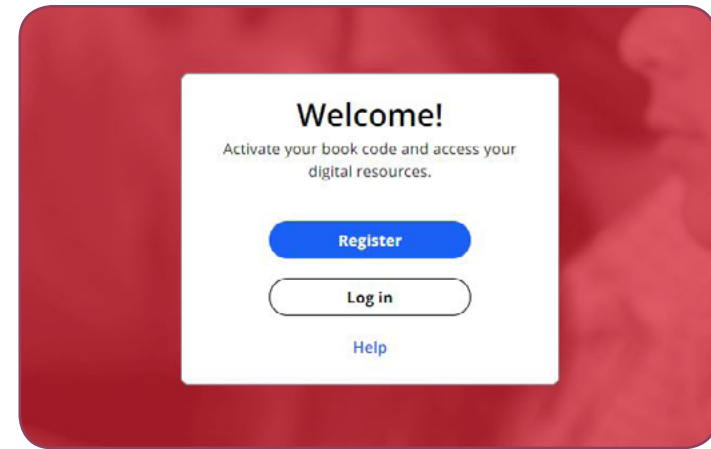 Welcome!
Activate your book code and access your
digital resources.
Register
Log in
Help